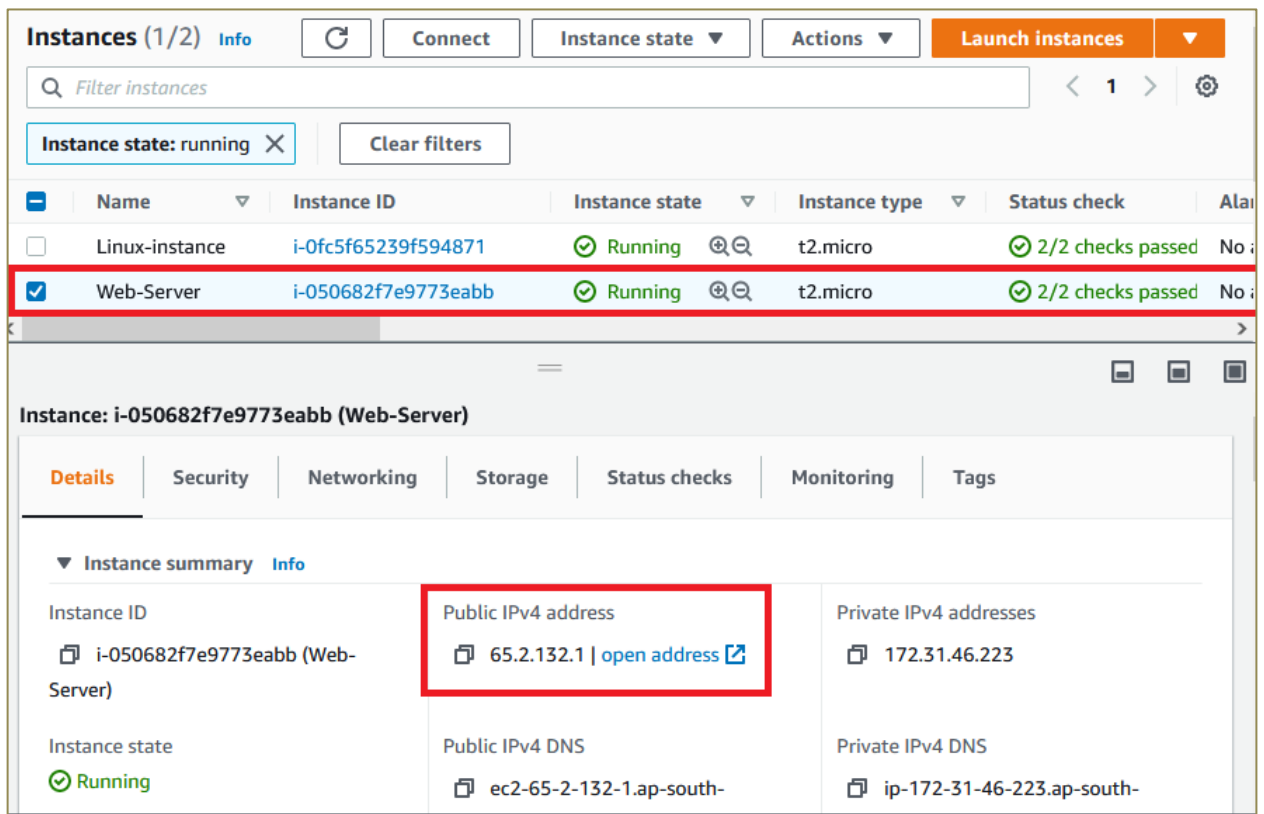 Instances (1/2) Info Connect Instance state Actions Launch instances
Filter instances 1
Instance state: running Clear filters
Name Instance ID Instance state Instance type Status check
Linux-instance i-0fc5f65239f594871 Running t2.micro 2/2 checks passed No
Web-Server i-050682f7e9773eabb Running t2.micro 2/2 checks passed No
Instance: i-050682f7e9773eabb (Web-Server)
Details Security Networking Storage Status checks Monitoring Tags
Instance summary Info
Instance ID Public IPv4 address Private IPv4 addresses
i-050682f7e9773eabb (Web- 65.2.132.1 | open address 172.31.46.223
Server)
Instance state Public IPv4 DNS Private IPv4 DNS
Running ec2-65-2-132-1.ap-south- ip-172-31-46-223.ap-south-